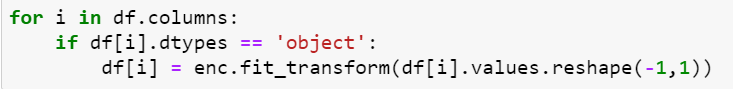 for i in df.columns:
    if df[i].dtypes == 'object':
        df[i] = enc.fit_transform(df[i].values.reshape(-1,1))